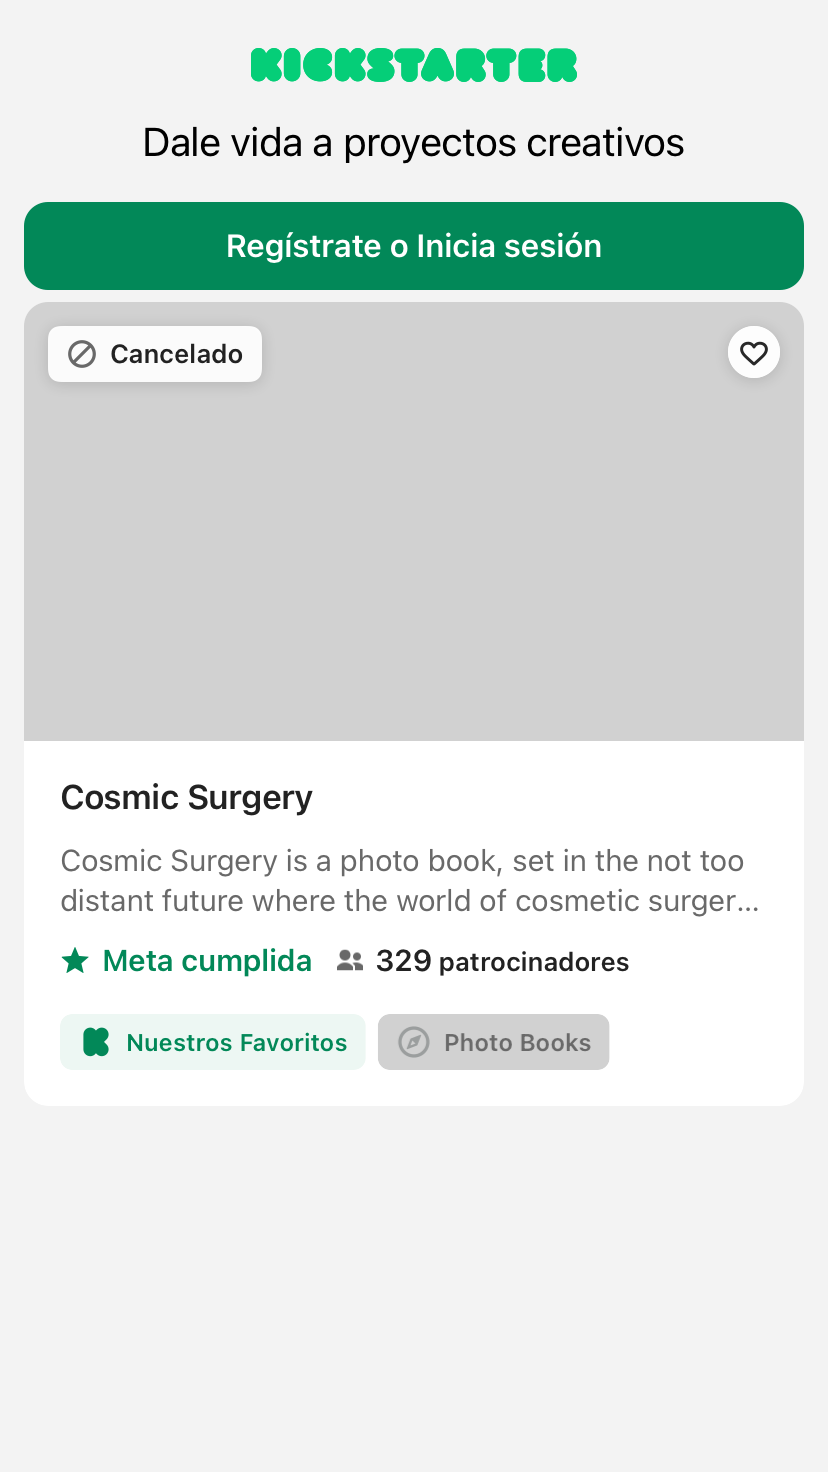 KICKSTARTER
Dale vida a proyectos creativos
Regístrate o Inicia sesión
Cancelado
Cosmic Surgery
Cosmic Surgery is a photo book, set in the not too
distant future where the world of cosmetic surger...
Meta cumplida 329 patrocinadores
Nuestros Favoritos Photo Books